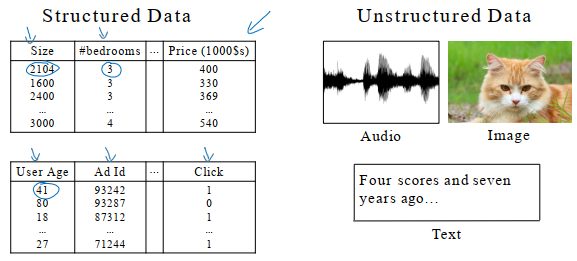 Structured Data
Size #bedrooms ... Price (1000$s)
2104 3 400
1600 3 330
2400 3 369
... ... ...
3000 4 540
User Age Ad Id ... Click
41 93242 1
80 93287 0
18 87312 1
... ... ...
27 71244 1
Unstructured Data
Audio
Image
Four scores and seven
years ago...
Text